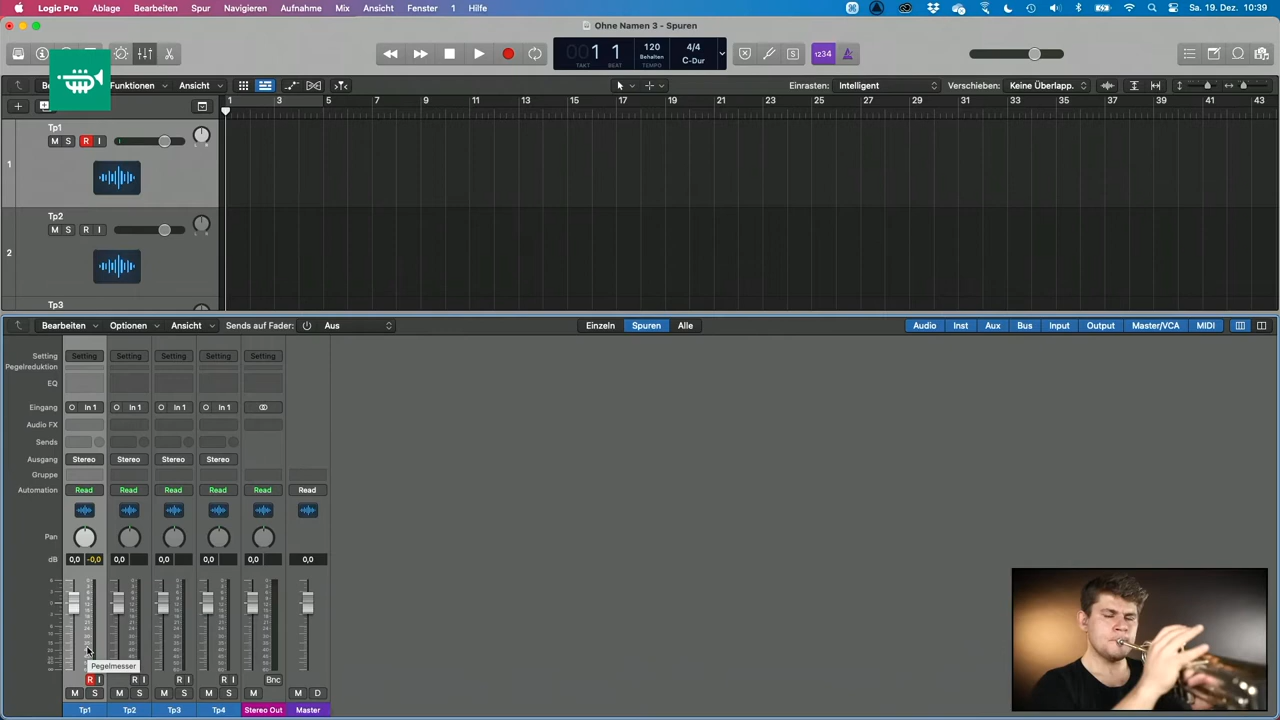 Logic Pro Ablage Bearbeiten Spur Navigation Aufnahme Mix Ansicht Fenster 1 Hilfe Sa. 19. Dez. 10:39
Ohne Namen 3 - Spuren
001 1 120 4/4
Behalten C-Dur
TAKT BEAT TEMPO
1234
Funktionen Ansicht Einrasten: Intelligent Verschieben: Keine Überlapp.
1 3 5 7 9 11 13 15 17 19 21 23 25 27 29 31 33 35 37 39 41 43
Tp1
M S R I
1
Tp2
M S R I
2
Tp3
Bearbeiten Optionen Ansicht Sends auf Fader: Aus Einzeln Spuren Alle Audio Inst Aux Bus Input Output Master/VCA MIDI
Setting Setting Setting Setting Setting Setting
Pegelreduktion
EQ
Eingang In 1 In 1 In 1 In 1
Audio FX
Sends
Ausgang Stereo Stereo Stereo Stereo
Gruppe
Automation Read Read Read Read Read Read
Pan
dB 0,0 -0,0 0,0 0,0 0,0 0,0 0,0
Pegelmesser
R I R I R I R I Bnc
M S M S M S M S M M D
Tp1 Tp2 Tp3 Tp4 Stereo Out Master